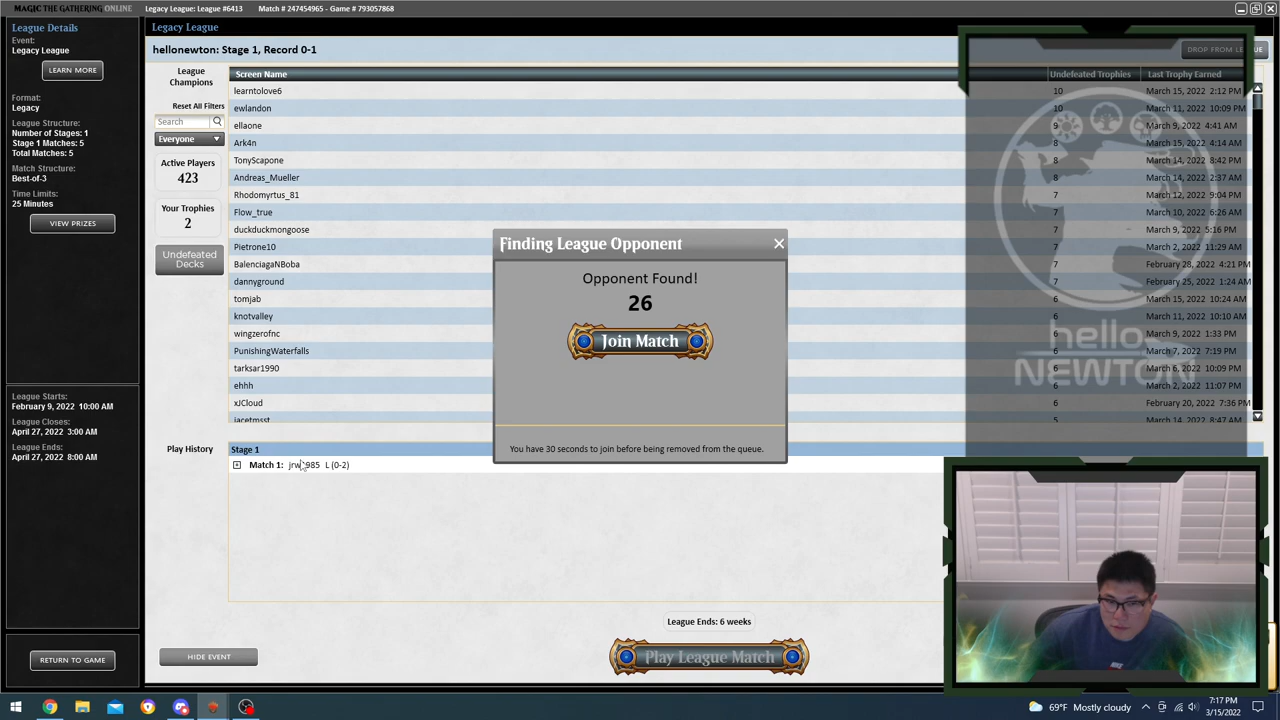 MAGIC THE GATHERING ONLINE
Legacy League: League #6413
Match # 247454965 - Game # 793057868
League Details
Event:
Legacy League
LEARN MORE
Format:
Legacy
League Structure:
Number of Stages: 1
Stage 1 Matches: 5
Total Matches: 5
Match Structure:
Best-of-3
Time Limits:
25 Minutes
VIEW PRIZES
League Starts:
February 9, 2022 10:00 AM
League Closes:
April 27, 2022 3:00 AM
League Ends:
April 27, 2022 8:00 AM
RETURN TO GAME
Legacy League
hellonewton: Stage 1, Record 0-1
DROP FROM LEAGUE
League
Champions
Reset All Filters
Search
Everyone
Active Players
423
Your Trophies
2
Undefeated
Decks
Screen Name Undefeated Trophies Last Trophy Earned
learntolove6 10 March 15, 2022 2:12 PM
ewlandon 10 March 11, 2022 10:09 PM
ellaone 9 March 9, 2022 4:41 AM
Ark4n 8 March 15, 2022 4:14 AM
TonyScapone 8 March 14, 2022 8:42 PM
Andreas_Mueller 8 March 14, 2022 2:37 AM
Rhodomyrtus_81 7 March 12, 2022 9:04 PM
Flow_true 7 March 10, 2022 6:26 AM
duckduckmongoose 7 March 9, 2022 5:16 PM
Pietrone10 7 March 2, 2022 11:29 AM
BalenciagaNBoba 7 February 28, 2022 4:21 PM
dannyground 7 February 25, 2022 1:24 AM
tomjab 6 March 15, 2022 10:24 AM
knotvalley 6 March 11, 2022 10:10 PM
wingzerofnc 6 March 9, 2022 1:33 PM
PunishingWaterfalls 6 March 7, 2022 7:19 PM
tarksar1990 6 March 6, 2022 10:09 PM
ehhh 6 March 2, 2022 11:07 PM
xJCloud 6 February 20, 2022 7:36 PM
jacetmsst 5 March 14, 2022 8:47 AM
Finding League Opponent
Opponent Found!
26
Join Match
You have 30 seconds to join before being removed from the queue.
hello
NEWTON
Play History
Stage 1
Match 1: L (0-2)
League Ends: 6 weeks
HIDE EVENT
Play League Match
69°F Mostly cloudy
7:17 PM
3/15/2022